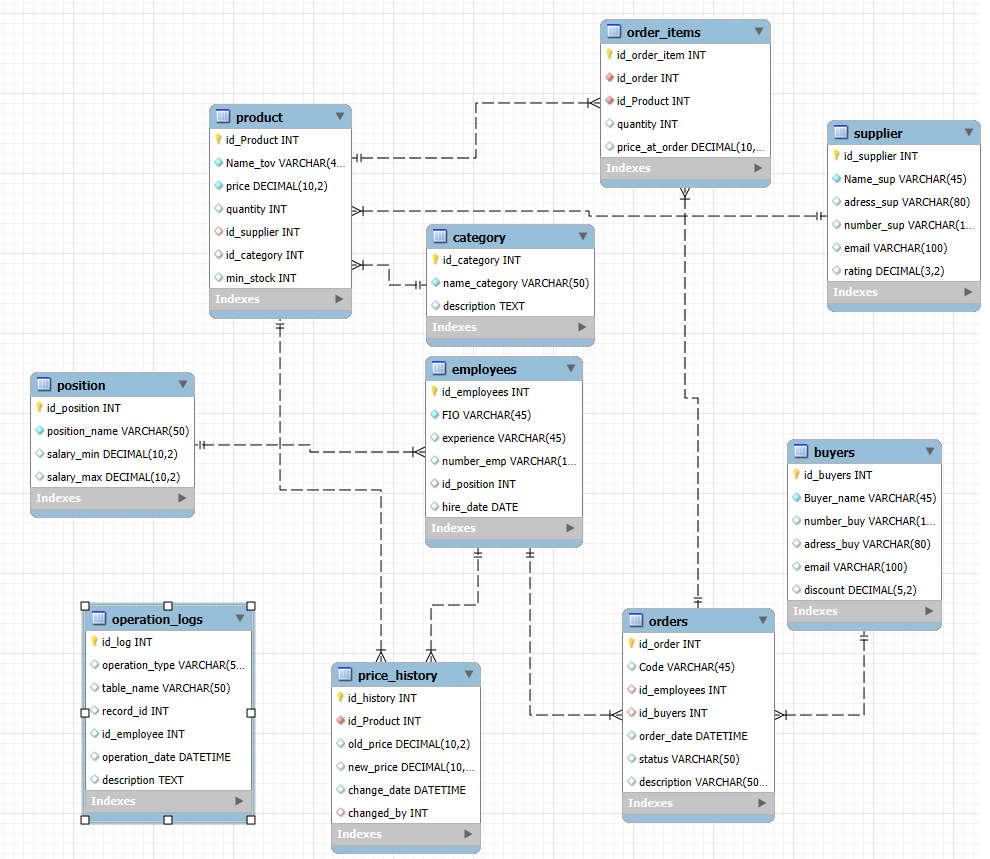 order_items
id_order_item INT
id_order INT
id_Product INT
quantity INT
price_at_order DECIMAL(10,...
Indexes
product
id_Product INT
Name_tov VARCHAR(4...
price DECIMAL(10,2)
quantity INT
id_supplier INT
id_category INT
min_stock INT
Indexes
supplier
id_supplier INT
Name_sup VARCHAR(45)
adress_sup VARCHAR(80)
number_sup VARCHAR(1...
email VARCHAR(100)
rating DECIMAL(3,2)
Indexes
category
id_category INT
name_category VARCHAR(50)
description TEXT
Indexes
position
id_position INT
position_name VARCHAR(50)
salary_min DECIMAL(10,2)
salary_max DECIMAL(10,2)
Indexes
employees
id_employees INT
FIO VARCHAR(45)
experience VARCHAR(45)
number_emp VARCHAR(1...
id_position INT
hire_date DATE
Indexes
buyers
id_buyers INT
Buyer_name VARCHAR(45)
number_buy VARCHAR(1...
adress_buy VARCHAR(80)
email VARCHAR(100)
discount DECIMAL(5,2)
Indexes
operation_logs
id_log INT
operation_type VARCHAR(5...
table_name VARCHAR(50)
record_id INT
id_employee INT
operation_date DATETIME
description TEXT
Indexes
price_history
id_history INT
id_Product INT
old_price DECIMAL(10,2)
new_price DECIMAL(10,...
change_date DATETIME
changed_by INT
Indexes
orders
id_order INT
Code VARCHAR(45)
id_employees INT
id_buyers INT
order_date DATETIME
status VARCHAR(50)
description VARCHAR(50...
Indexes